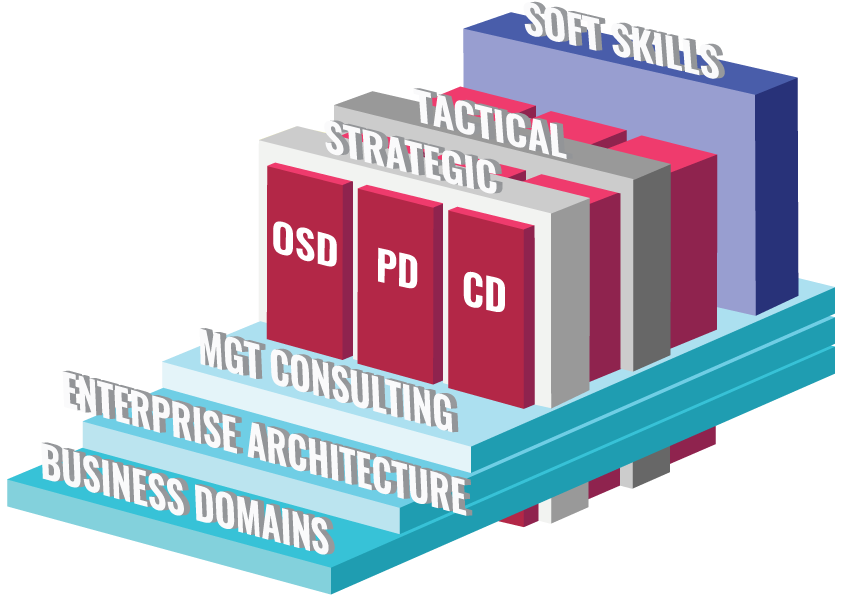 SOFT SKILLS
TACTICAL
STRATEGIC
OSD
PD
CD
MGT CONSULTING
ENTERPRISE ARCHITECTURE
BUSINESS DOMAINS